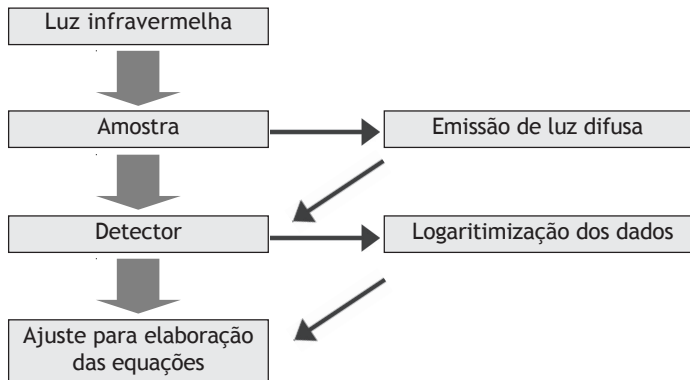 Luz infravermelha
Amostra
Emissão de luz difusa
Detector
Logaritimização dos dados
Ajuste para elaboração
das equações